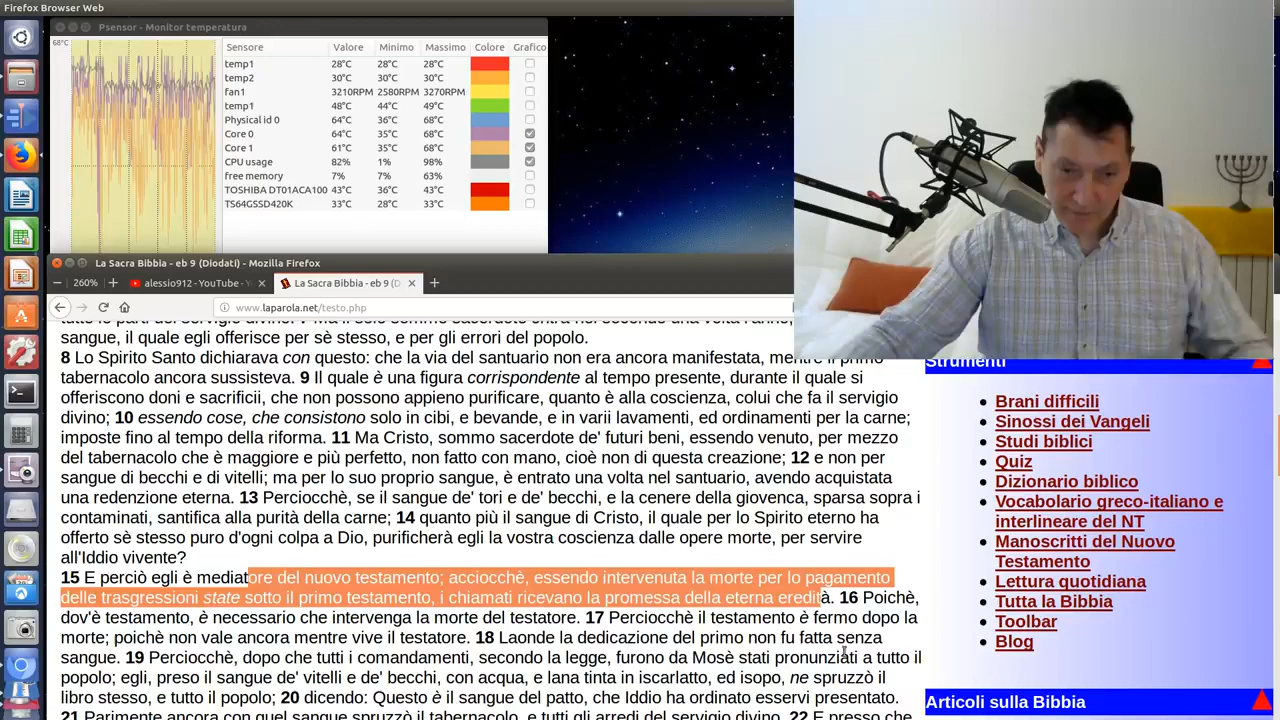 Firefox Browser Web
Psensor - Monitor temperatura
68°C
Sensore Valore Minimo Massimo Colore Grafico
temp1 28°C 28°C 28°C
temp2 30°C 30°C 30°C
fan1 3210RPM 2580RPM 3270RPM
temp1 48°C 44°C 49°C
Physical id 0 64°C 36°C 68°C
Core 0 64°C 35°C 68°C
Core 1 61°C 35°C 68°C
CPU usage 82% 1% 98%
free memory 7% 7% 63%
TOSHIBA DT01ACA100 43°C 36°C 43°C
TS64GSSD420K 33°C 28°C 33°C
La Sacra Bibbia - eb 9 (Diodati) - Mozilla Firefox
260% alessio912 - YouTube - La Sacra Bibbia - eb 9 (D
www.laparola.net/testo.php
sangue, il quale egli offerisce per sè stesso, e per gli errori del popolo.
8 Lo Spirito Santo dichiarava con questo: che la via del santuario non era ancora manifestata, mentre il primo
tabernacolo ancora sussisteva. 9 Il quale è una figura corrispondente al tempo presente, durante il quale si
offeriscono doni e sacrificii, che non possono appieno purificare, quanto è alla coscienza, colui che fa il servigio
divino; 10 essendo cose, che consistono solo in cibi, e bevande, e in varii lavamenti, ed ordinamenti per la carne;
imposte fino al tempo della riforma. 11 Ma Cristo, sommo sacerdote de' futuri beni, essendo venuto, per mezzo
del tabernacolo che è maggiore e più perfetto, non fatto con mano, cioè non di questa creazione; 12 e non per
sangue di becchi e di vitelli; ma per lo suo proprio sangue, è entrato una volta nel santuario, avendo acquistata
una redenzione eterna. 13 Perciocchè, se il sangue de' tori e de' becchi, e la cenere della giovenca, sparsa sopra i
contaminati, santifica alla purità della carne; 14 quanto più il sangue di Cristo, il quale per lo Spirito eterno ha
offerto sè stesso puro d'ogni colpa a Dio, purificherà egli la vostra coscienza dalle opere morte, per servire
all'Iddio vivente?
15 E perciò egli è mediatore del nuovo testamento; acciocchè, essendo intervenuta la morte per lo pagamento
delle trasgressioni state sotto il primo testamento, i chiamati ricevano la promessa della eterna eredità. 16 Poichè,
dov'è testamento, è necessario che intervenga la morte del testatore. 17 Perciocchè il testamento è fermo dopo la
morte; poichè non vale ancora mentre vive il testatore. 18 Laonde la dedicazione del primo non fu fatta senza
sangue. 19 Perciocchè, dopo che tutti i comandamenti, secondo la legge, furono da Mosè stati pronunziati a tutto il
popolo; egli, preso il sangue de' vitelli e de' becchi, con acqua, e lana tinta in iscarlatto, ed isopo, ne spruzzò il
libro stesso, e tutto il popolo; 20 dicendo: Questo è il sangue del patto, che Iddio ha ordinato esservi presentato.
21 Parimente ancora con quel sangue spruzzò il tabernacolo, e tutti gli arredi del servigio divino. 22 E presso che
Strumenti
Brani difficili
Sinossi dei Vangeli
Studi biblici
Quiz
Dizionario biblico
Vocabolario greco-italiano e
interlineare del NT
Manoscritti del Nuovo
Testamento
Lettura quotidiana
Tutta la Bibbia
Toolbar
Blog
Articoli sulla Bibbia